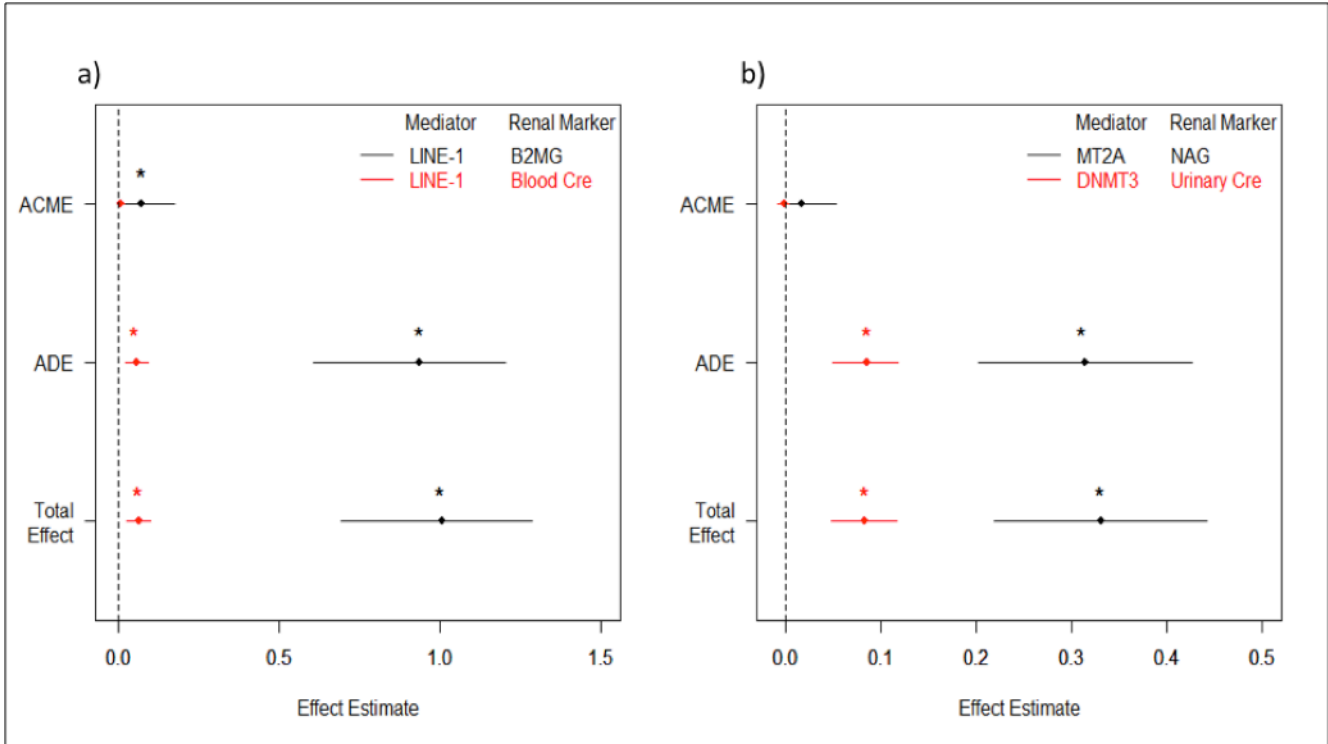 a)
Mediator Renal Marker
LINE-1 B2MG
LINE-1 Blood Cre
*
ACME
* *
ADE
* *
Total
Effect
0.0 0.5 1.0 1.5
Effect Estimate
b)
Mediator Renal Marker
MT2A NAG
DNMT3 Urinary Cre
ACME
* *
ADE
* *
Total
Effect
0.0 0.1 0.2 0.3 0.4 0.5
Effect Estimate